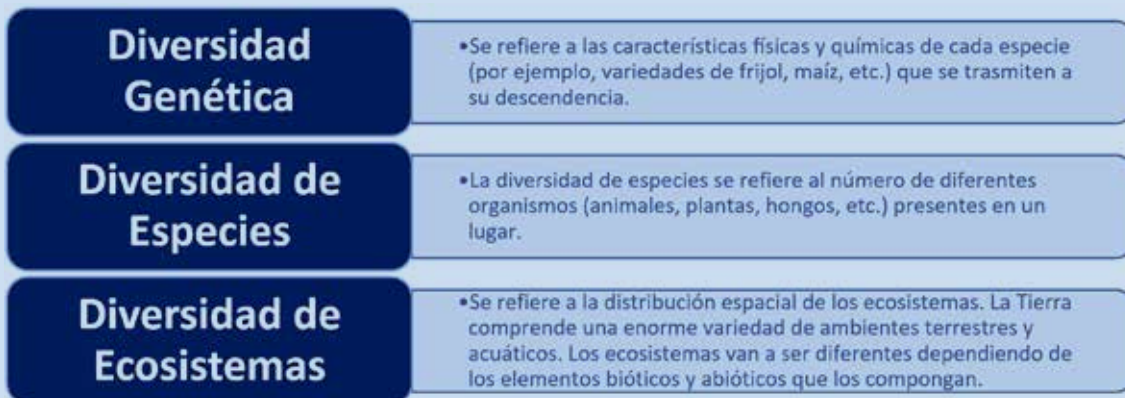 Diversidad
Genética
•Se refiere a las características físicas y químicas de cada especie
(por ejemplo, variedades de frijol, maíz, etc.) que se trasmiten a
su descendencia.
Diversidad de
Especies
•La diversidad de especies se refiere al número de diferentes
organismos (animales, plantas, hongos, etc.) presentes en un
lugar.
Diversidad de
Ecosistemas
•Se refiere a la distribución espacial de los ecosistemas. La Tierra
comprende una enorme variedad de ambientes terrestres y
acuáticos. Los ecosistemas van a ser diferentes dependiendo de
los elementos bióticos y abióticos que los compongan.